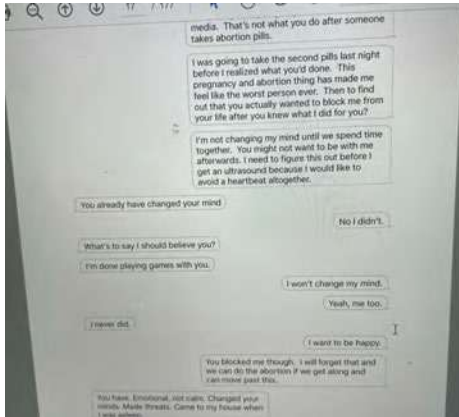 media. That's not what you do after someone
takes abortion pills.
I was going to take the second pills last night
before I realized what you'd done. This
pregnancy and abortion thing has made me
feel like the worst person ever. Then to find
out that you actually wanted to block me from
your life after you knew what I did for you?
I'm not changing my mind until we spend time
together. You might not want to be with me
afterwards. I need to figure this out before I
get an ultrasound because I would like to
avoid a heartbeat altogether.
You already have changed your mind
No I didn't.
What's to say I should believe you?
I'm done playing games with you.
I won't change my mind.
Yeah, me too.
I never did.
I want to be happy.
You blocked me though. I will forget that and
we can do the abortion if we get along and
can move past this.
You have. Emotional, not calm. Changed your
minds. Made threats. Came to my house when